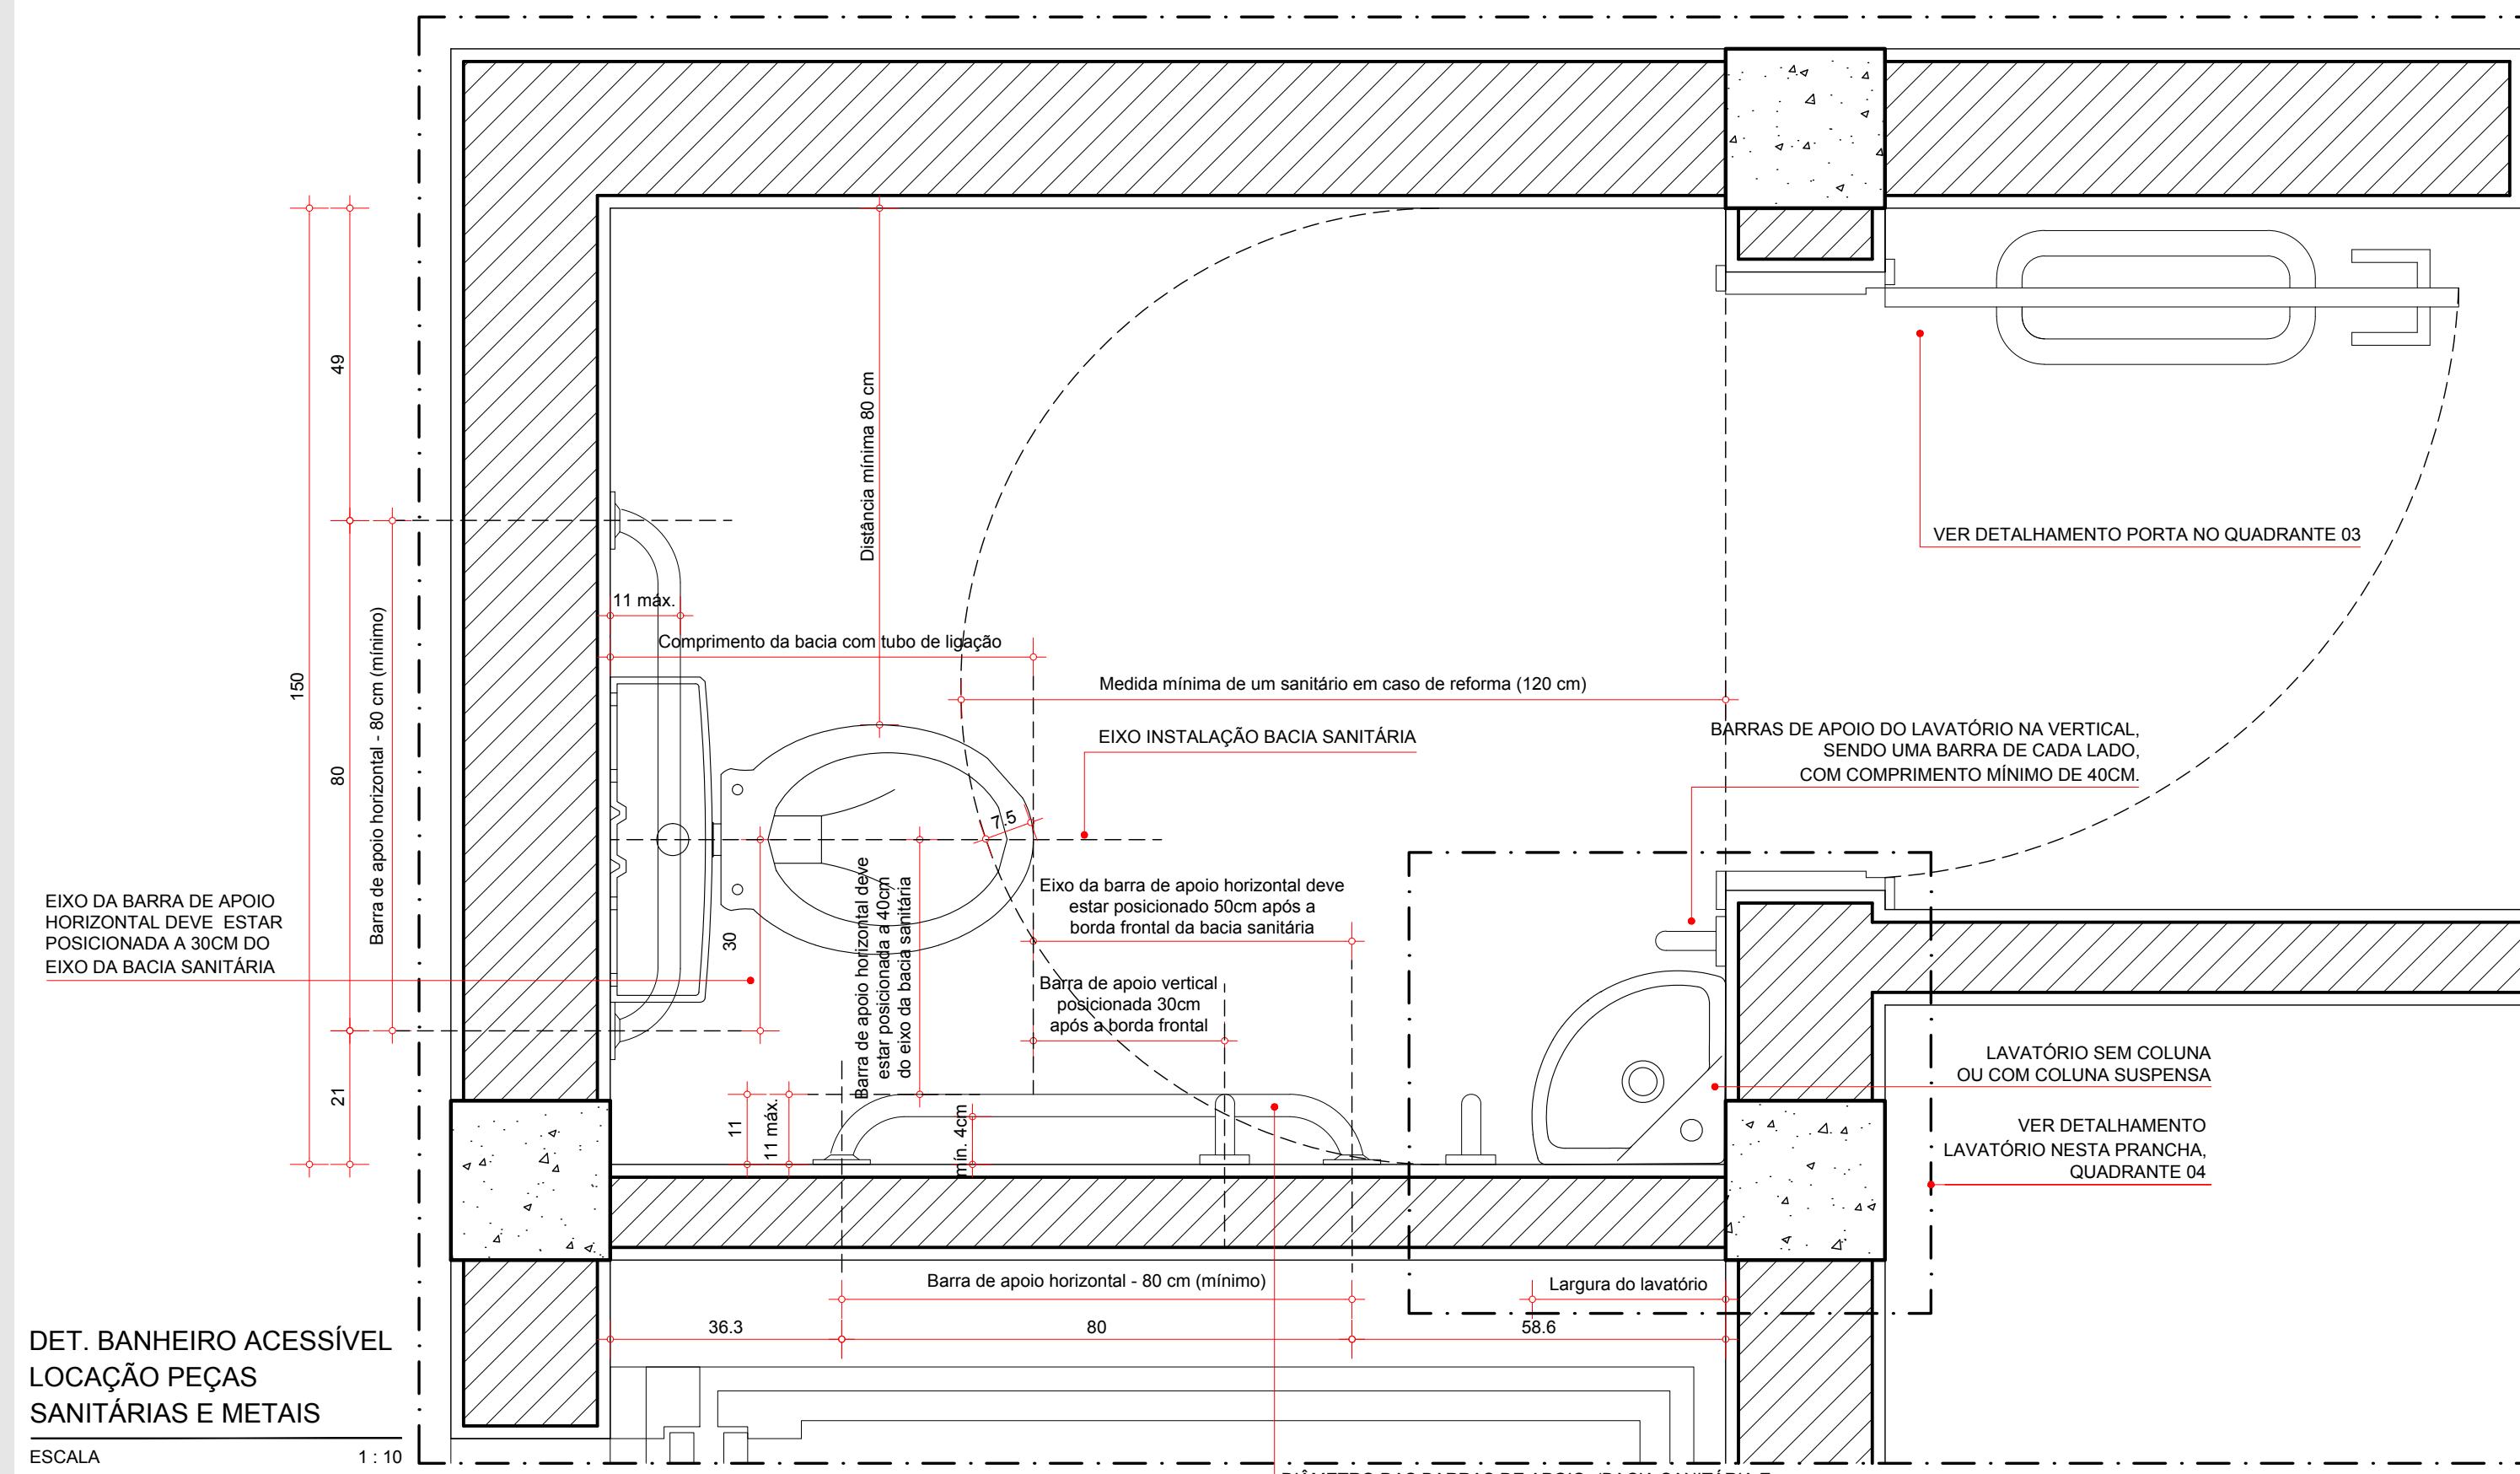 49
150
80
Barra de apoio horizontal - 80 cm (mínimo)
21
11 máx.
Distância mínima 80 cm
Comprimento da bacia com tubo de ligação
Medida mínima de um sanitário em caso de reforma (120 cm)
EIXO INSTALAÇÃO BACIA SANITÁRIA
VER DETALHAMENTO PORTA NO QUADRANTE 03
BARRAS DE APOIO DO LAVATÓRIO NA VERTICAL,
SENDO UMA BARRA DE CADA LADO,
COM COMPRIMENTO MÍNIMO DE 40CM.
7.5
EIXO DA BARRA DE APOIO
HORIZONTAL DEVE ESTAR
POSICIONADA A 30CM DO
EIXO DA BACIA SANITÁRIA
30
Barra de apoio horizontal deve
estar posicionada a 40cm
do eixo da bacia sanitária
Eixo da barra de apoio horizontal deve
estar posicionado 50cm após a
borda frontal da bacia sanitária
Barra de apoio vertical
posicionada 30cm
após a borda frontal
11
11 máx.
mín. 4cm
LAVATÓRIO SEM COLUNA
OU COM COLUNA SUSPENSA
VER DETALHAMENTO
LAVATÓRIO NESTA PRANCHA,
QUADRANTE 04
Barra de apoio horizontal - 80 cm (mínimo)
Largura do lavatório
36.3
80
58.6
DET. BANHEIRO ACESSÍVEL
LOCAÇÃO PEÇAS
SANITÁRIAS E METAIS
ESCALA 1 : 10